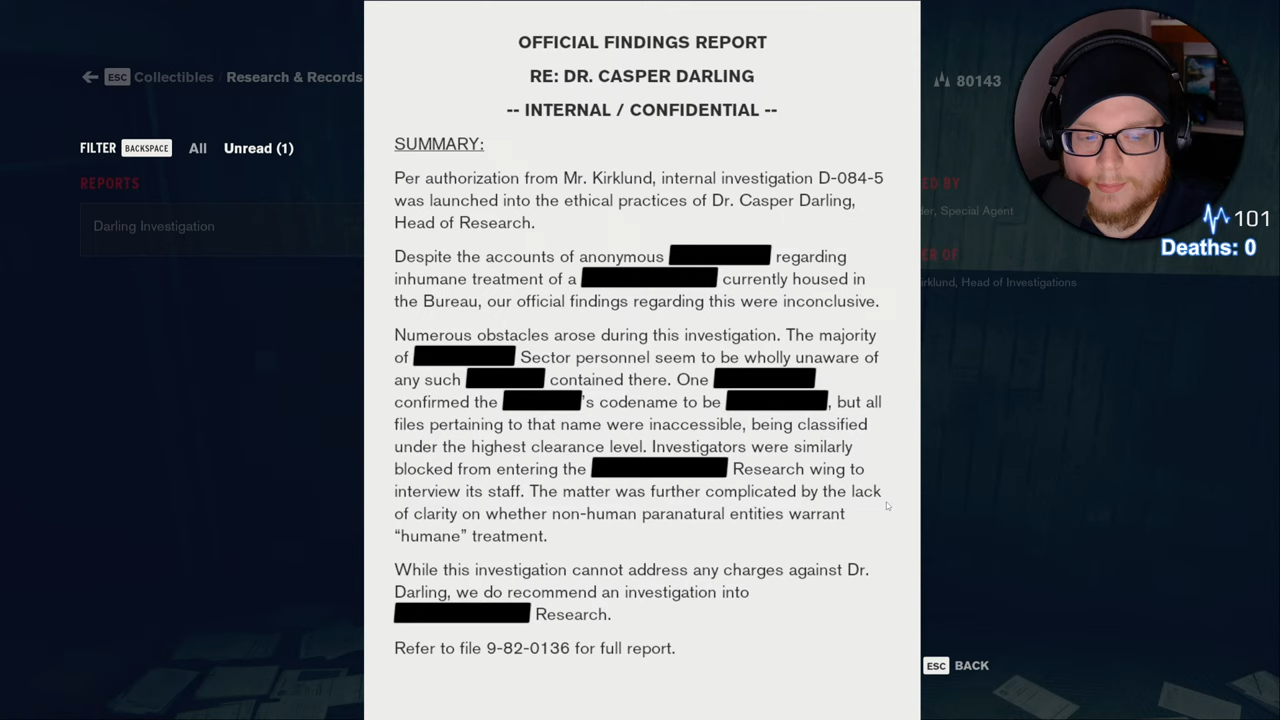 OFFICIAL FINDINGS REPORT
RE: DR. CASPER DARLING
-- INTERNAL / CONFIDENTIAL --
ESC Collectibles / Research & Records
80143
SUMMARY:
FILTER BACKSPACE All Unread (1)
REPORTS
Darling Investigation
Per authorization from Mr. Kirklund, internal investigation D-084-5
was launched into the ethical practices of Dr. Casper Darling,
Head of Research.
Despite the accounts of anonymous regarding
inhumane treatment of a currently housed in
the Bureau, our official findings regarding this were inconclusive.
Numerous obstacles arose during this investigation. The majority
of Sector personnel seem to be wholly unaware of
any such contained there. One
confirmed the 's codename to be , but all
files pertaining to that name were inaccessible, being classified
under the highest clearance level. Investigators were similarly
blocked from entering the Research wing to
interview its staff. The matter was further complicated by the lack
of clarity on whether non-human paranatural entities warrant
“humane” treatment.
While this investigation cannot address any charges against Dr.
Darling, we do recommend an investigation into
Research.
Refer to file 9-82-0136 for full report.
ED BY
der, Special Agent
ER OF
irklund, Head of Investigations
101
Deaths: 0
ESC BACK